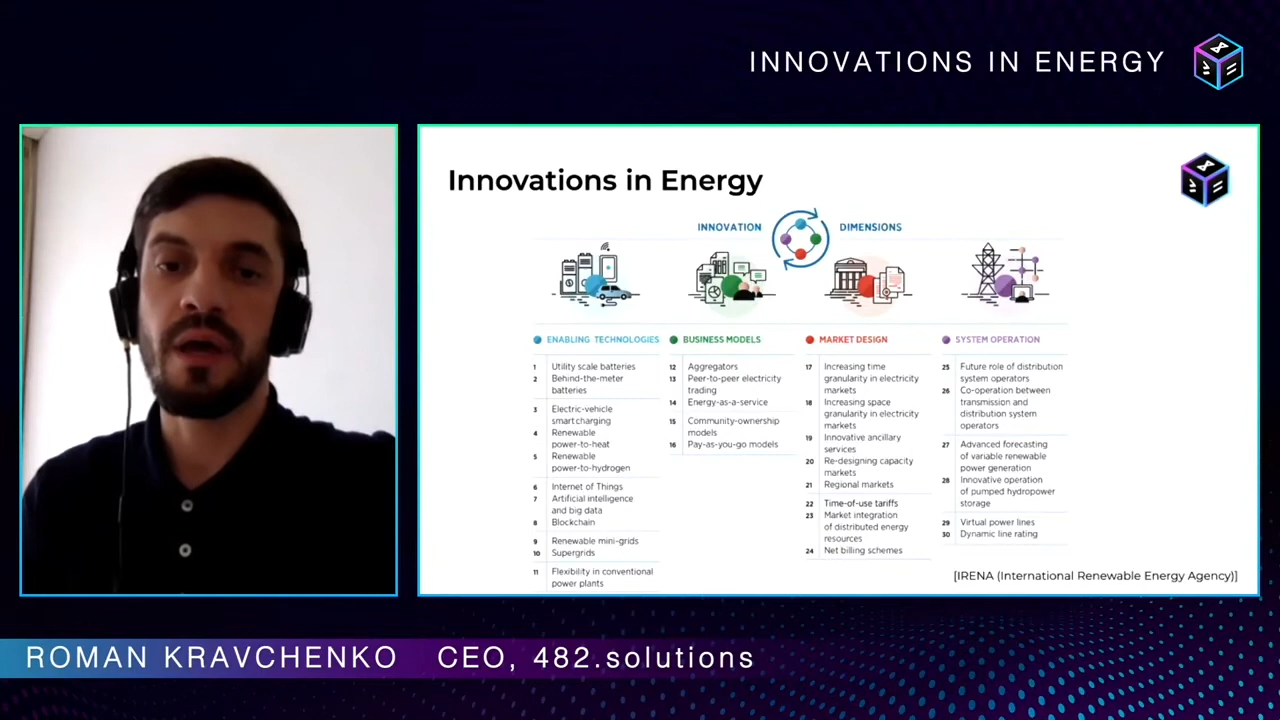 INNOVATIONS IN ENERGY
Innovations in Energy
INNOVATION DIMENSIONS
ENABLING TECHNOLOGIES
1 Utility scale batteries
2 Behind-the-meter
batteries
3 Electric-vehicle
smart charging
4 Renewable
power-to-heat
5 Renewable
power-to-hydrogen
6 Internet of Things
7 Artificial intelligence
and big data
8 Blockchain
9 Renewable mini-grids
10 Supergrids
11 Flexibility in conventional
power plants
BUSINESS MODELS
12 Aggregators
13 Peer-to-peer electricity
trading
14 Energy-as-a-service
15 Community-ownership
models
16 Pay-as-you-go models
MARKET DESIGN
17 Increasing time
granularity in electricity
markets
18 Increasing space
granularity in electricity
markets
19 Innovative ancillary
services
20 Re-designing capacity
markets
21 Regional markets
22 Time-of-use tariffs
23 Market integration
of distributed energy
resources
24 Net billing schemes
SYSTEM OPERATION
25 Future role of distribution
system operators
26 Co-operation between
transmission and
distribution system
operators
27 Advanced forecasting
of variable renewable
power generation
28 Innovative operation
of pumped hydropower
storage
29 Virtual power lines
30 Dynamic line rating
[IRENA (International Renewable Energy Agency)]
ROMAN KRAVCHENKO CEO, 482.solutions